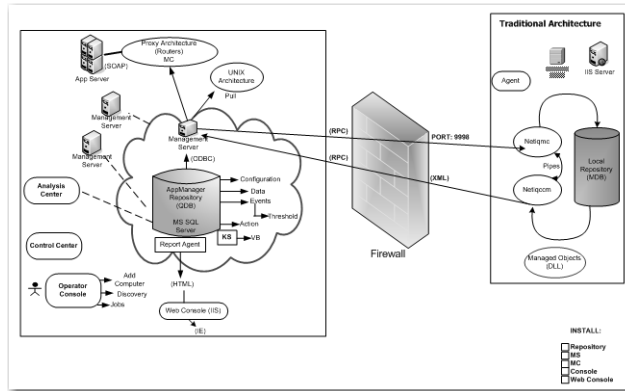 Traditional Architecture
Proxy Architecture
(Routers)
MC
(SOAP)
App Server
UNIX
Architecture
Pull
Agent
IIS Server
Management
Server
Management
Server
Management
Server
(RPC)
PORT: 9998
(RPC)
(XML)
Netiqmc
Pipes
Netiqccm
Local
Repository
(MDB)
(ODBC)
Analysis
Center
AppManager
Repository
(QDB)
MS SQL
Server
Configuration
Data
Events
Threshold
Action
KS
VB
Report Agent
Firewall
Managed Objects
(DLL)
Control Center
(HTML)
Operator
Console
Add
Computer
Discovery
Jobs
Web Console (IIS)
(IE)
INSTALL:
Repository
MS
MC
Console
Web Console